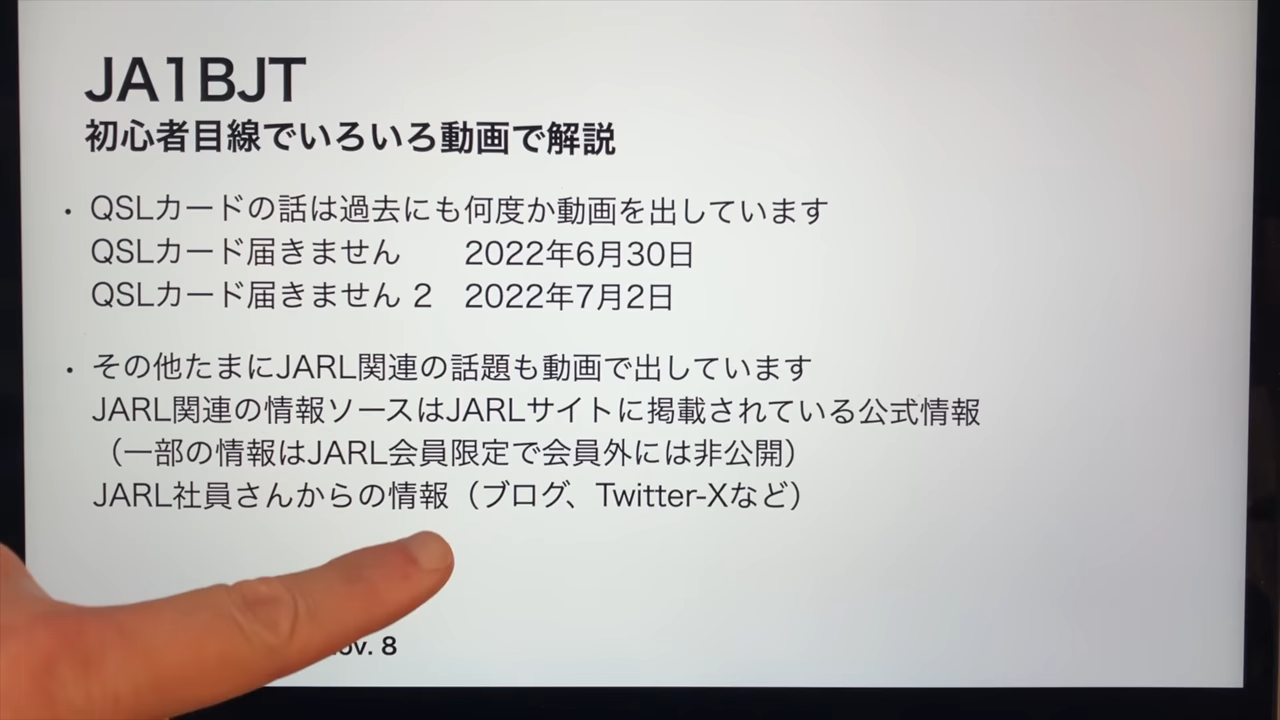 JA1BJT
初心者目線でいろいろ動画で解説
・QSLカードの話は過去にも何度か動画を出しています
QSLカード届きません 2022年6月30日
QSLカード届きません 2 2022年7月2日
・その他たまにJARL関連の話題も動画で出しています
JARL関連の情報ソースはJARLサイトに掲載されている公式情報
（一部の情報はJARL会員限定で会員外には非公開）
JARL社員さんからの情報（ブログ、Twitter-Xなど）
8